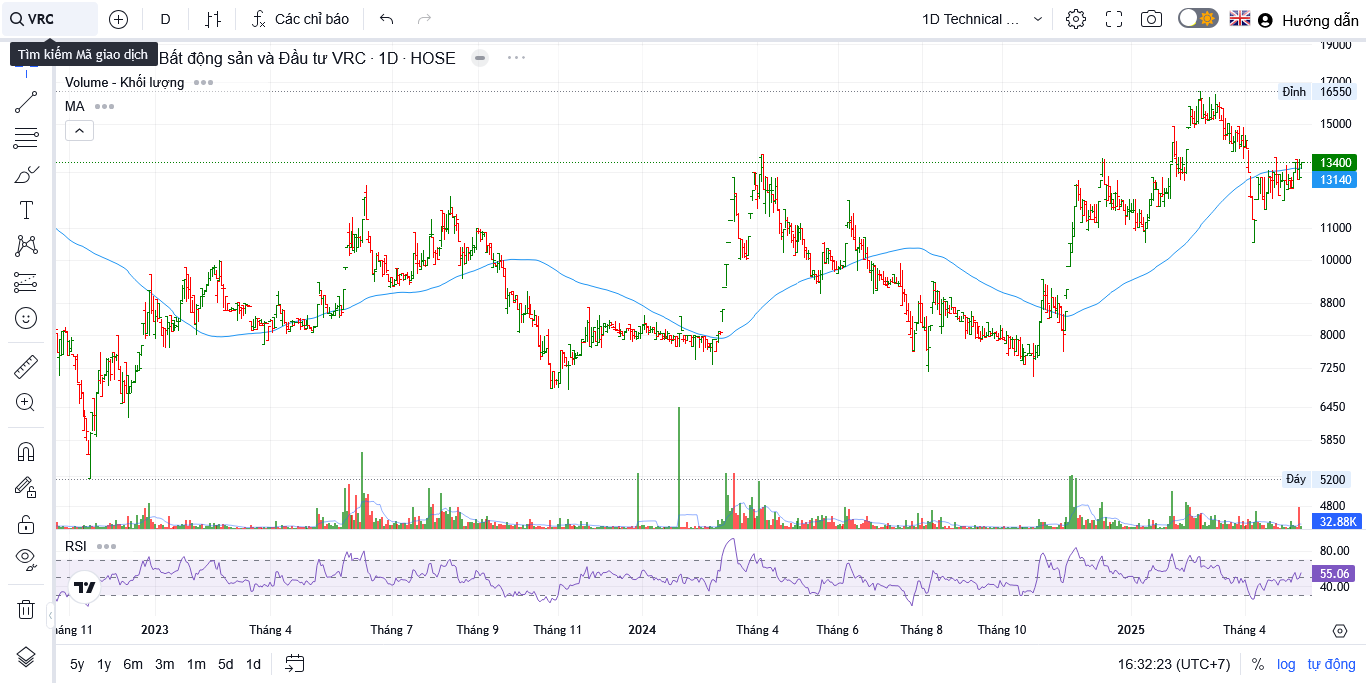 VRC
D
Các chỉ báo
1D Technical ...
Hướng dẫn
Tìm kiếm Mã giao dịch
Bất động sản và Đầu tư VRC · 1D · HOSE
Volume - Khối lượng
MA
19000
17000
Đỉnh 16550
15000
13400
13140
11000
10000
8800
8000
7250
6450
5850
Đáy 5200
4800
32.88K
RSI
80.00
55.06
40.00
háng 11 2023 Tháng 4 Tháng 7 Tháng 9 Tháng 11 2024 Tháng 4 Tháng 6 Tháng 8 Tháng 10 2025 Tháng 4
5y 1y 6m 3m 1m 5d 1d
16:32:23 (UTC+7) % log tự động